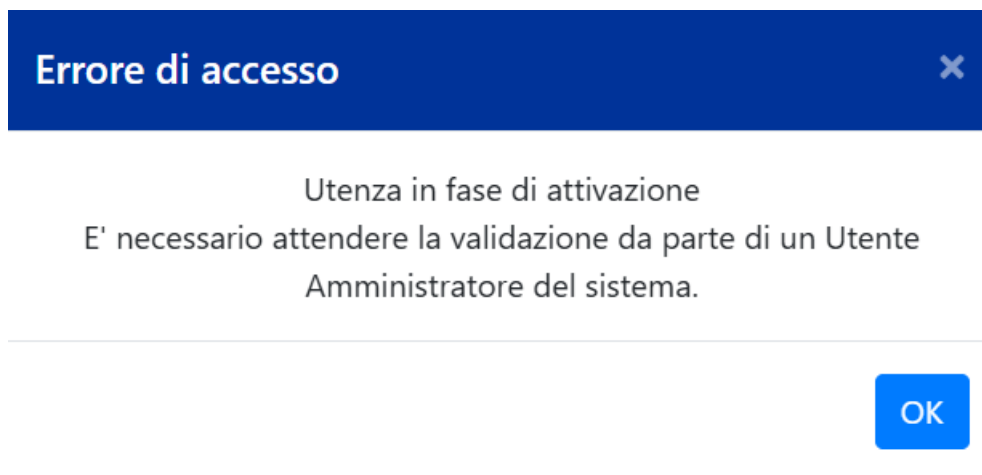 Errore di accesso
Utenza in fase di attivazione
E' necessario attendere la validazione da parte di un Utente
Amministratore del sistema.
OK